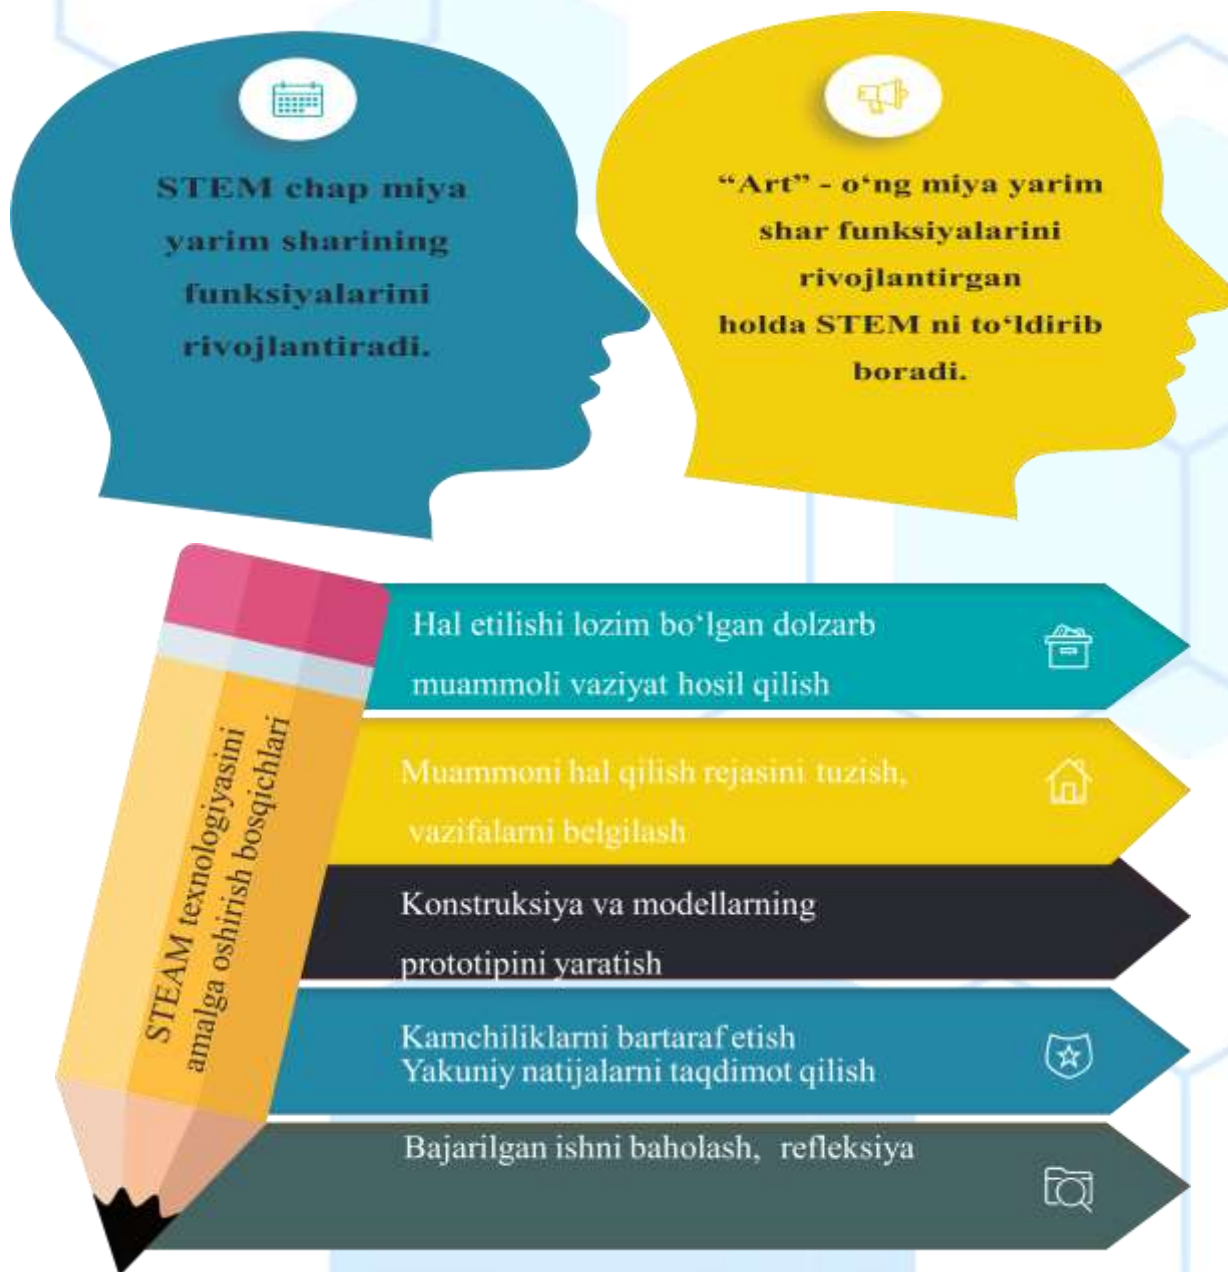 STEM chap miya
yarim sharining
funksiyalarini
rivojlantiradi.
“Art” - o‘ng miya yarim
shar funksiyalarini
rivojlantirgan
holda STEM ni to‘ldirib
boradi.
STEAM texnologiyasini
amalga oshirish bosqichlari
Hal etilishi lozim bo‘lgan dolzarb
muammoli vaziyat hosil qilish
Muammoni hal qilish rejasini tuzish,
vazifalarni belgilash
Konstruksiya va modellarning
prototipini yaratish
Kamchiliklarni bartaraf etish
Yakuniy natijalarni taqdimot qilish
Bajarilgan ishni baholash, refleksiya